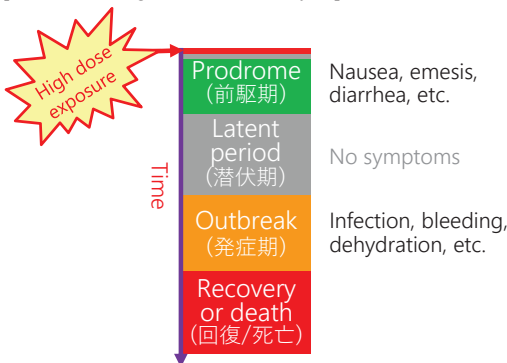 High dose
exposure
Time
Prodrome
(前駆期)
Nausea, emesis,
diarrhea, etc.
Latent
period
(潜伏期)
No symptoms
Outbreak
(発症期)
Infection, bleeding,
dehydration, etc.
Recovery
or death
(回復/死亡)